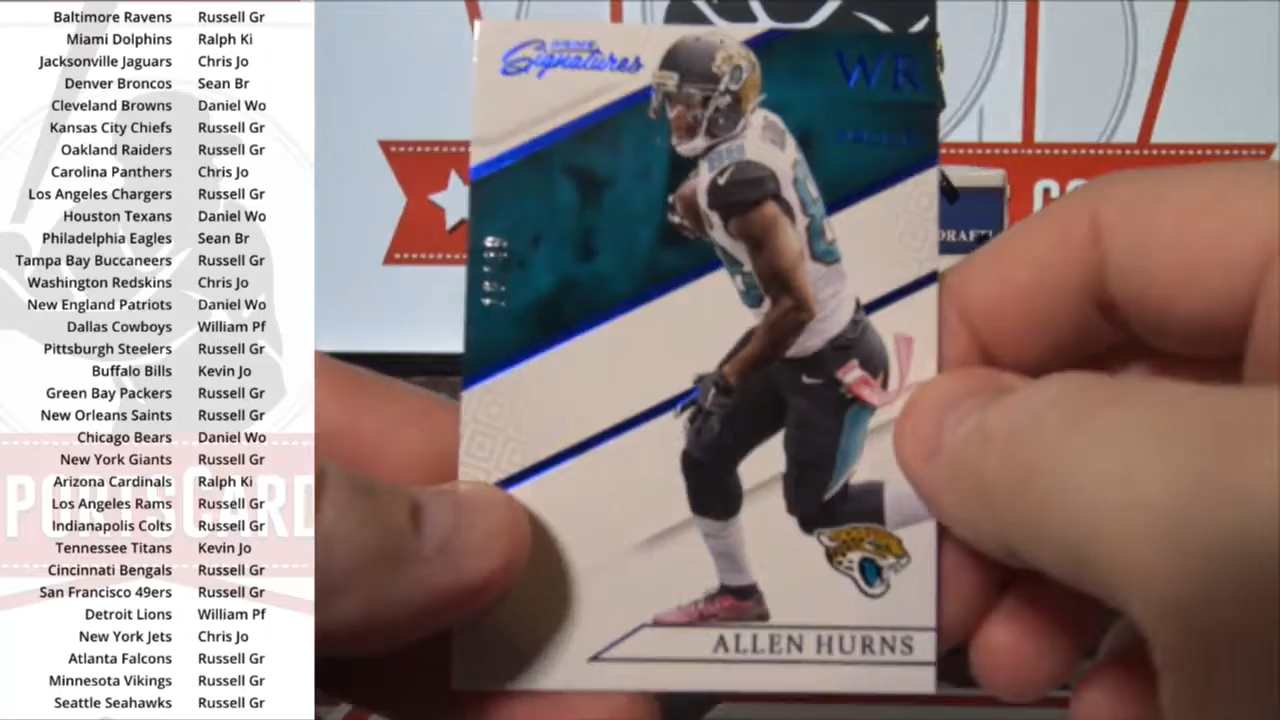 Baltimore Ravens Russell Gr
Miami Dolphins Ralph Ki
Jacksonville Jaguars Chris Jo
Denver Broncos Sean Br
Cleveland Browns Daniel Wo
Kansas City Chiefs Russell Gr
Oakland Raiders Russell Gr
Carolina Panthers Chris Jo
Los Angeles Chargers Russell Gr
Houston Texans Daniel Wo
Philadelphia Eagles Sean Br
Tampa Bay Buccaneers Russell Gr
Washington Redskins Chris Jo
New England Patriots Daniel Wo
Dallas Cowboys William Pf
Pittsburgh Steelers Russell Gr
Buffalo Bills Kevin Jo
Green Bay Packers Russell Gr
New Orleans Saints Russell Gr
Chicago Bears Daniel Wo
New York Giants Russell Gr
Arizona Cardinals Ralph Ki
Los Angeles Rams Russell Gr
Indianapolis Colts Russell Gr
Tennessee Titans Kevin Jo
Cincinnati Bengals Russell Gr
San Francisco 49ers Russell Gr
Detroit Lions William Pf
New York Jets Chris Jo
Atlanta Falcons Russell Gr
Minnesota Vikings Russell Gr
Seattle Seahawks Russell Gr
PORTSCARD
Signatures
WR
ALLEN HURNS
DRAFT
CO